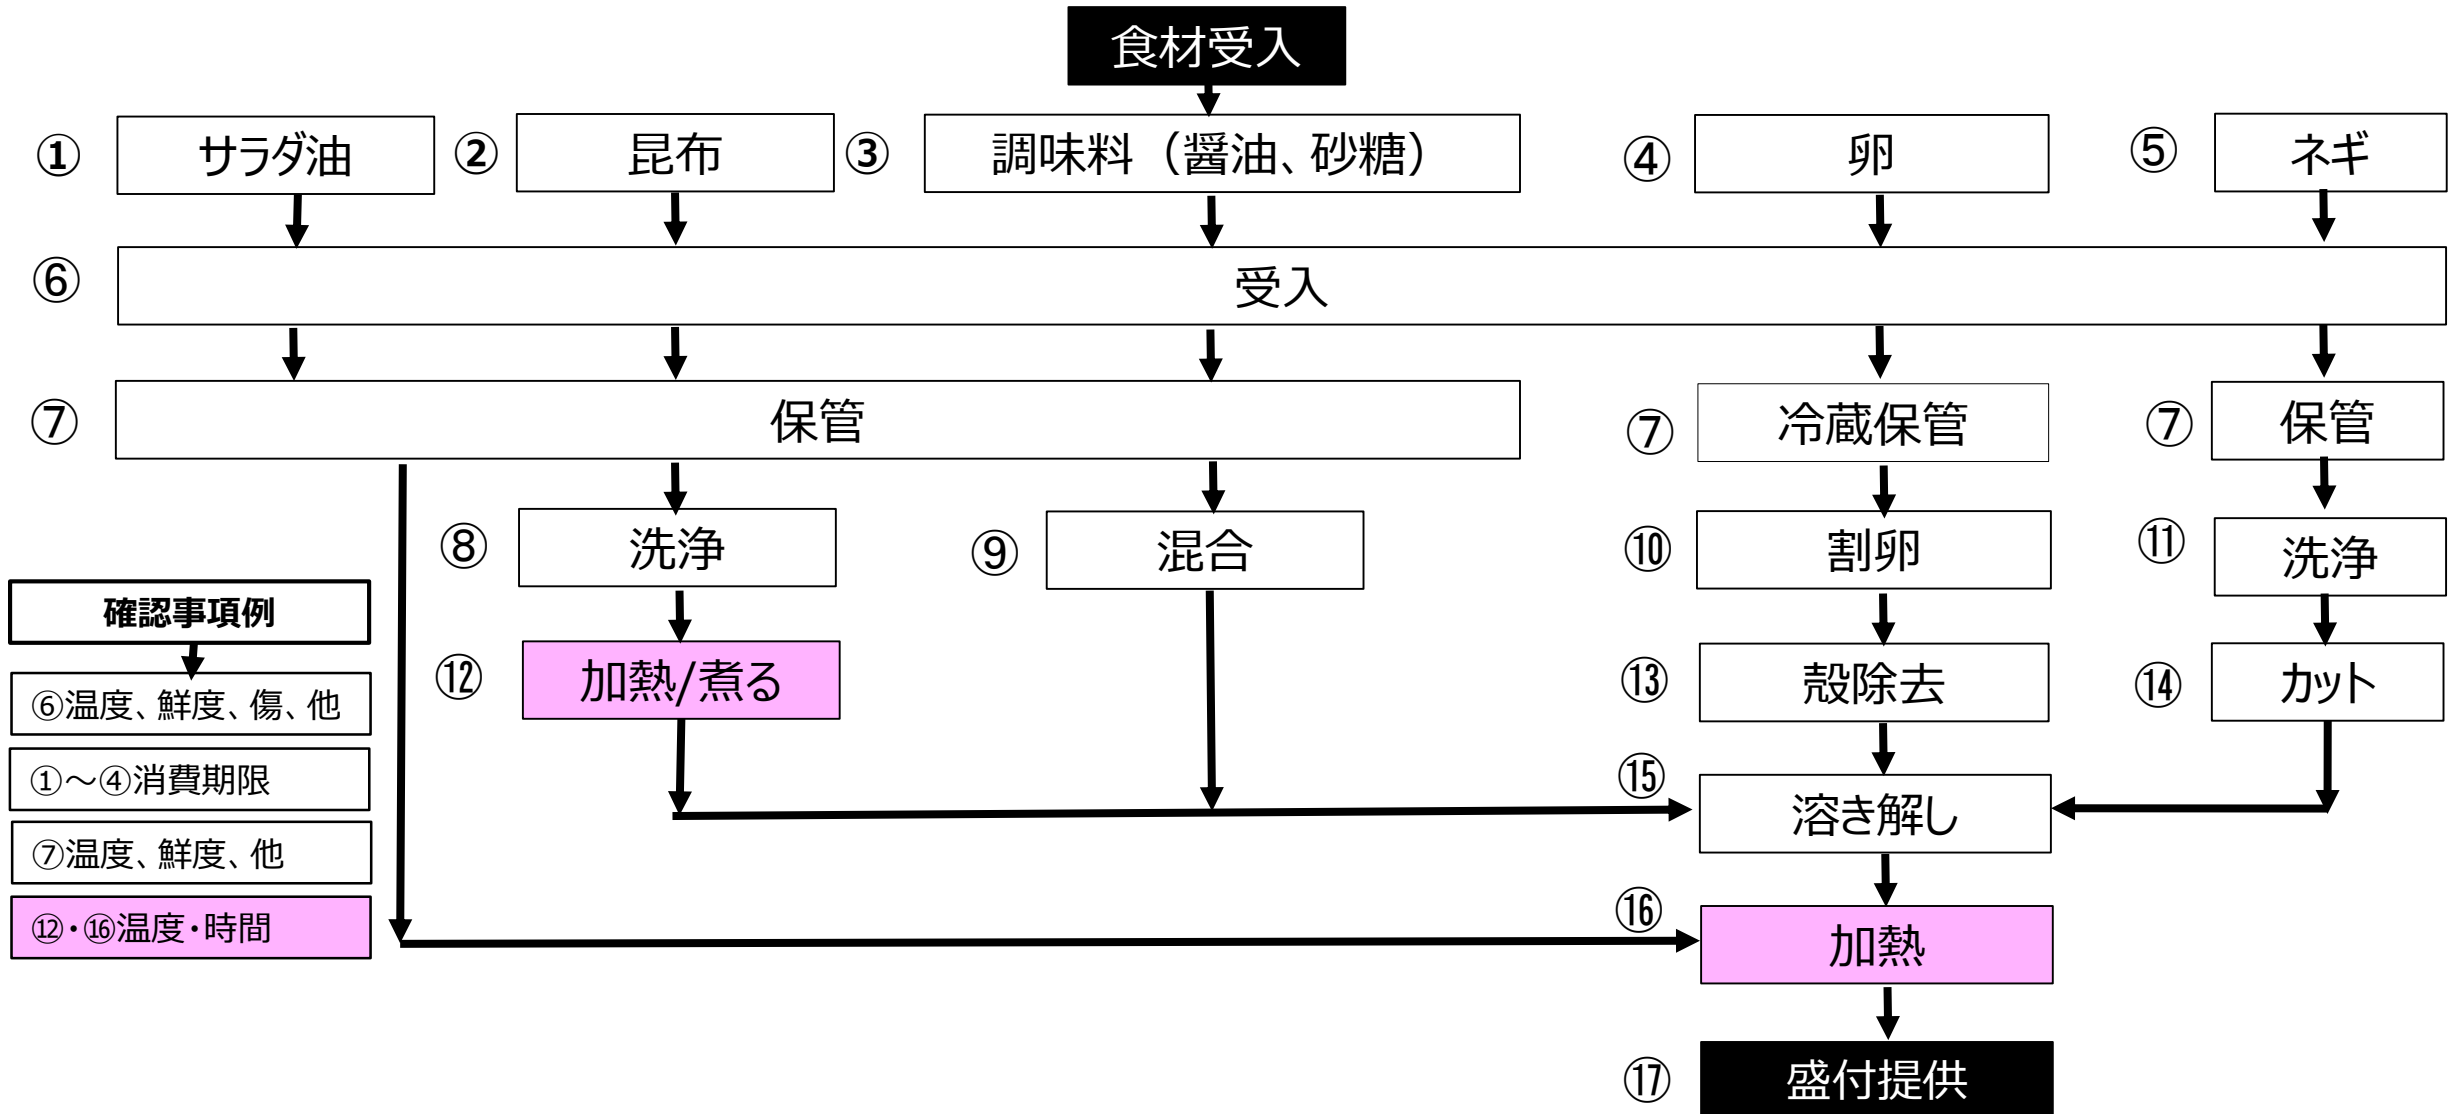 食材受入
① サラダ油 ② 昆布 ③ 調味料（醤油、砂糖） ④ 卵 ⑤ ネギ
⑥ 受入
⑦ 保管 ⑦ 冷蔵保管 ⑦ 保管
⑧ 洗浄 ⑨ 混合 ⑩ 割卵 ⑪ 洗浄
⑫ 加熱/煮る ⑬ 殻除去 ⑭ カット
⑮ 溶き解し
⑯ 加熱
⑰ 盛付提供
確認事項例
⑥温度、鮮度、傷、他
①～④消費期限
⑦温度、鮮度、他
⑫・⑯温度・時間